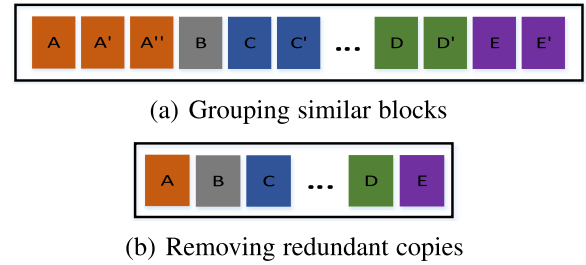 A A' A'' B C C' ... D D' E E'
(a) Grouping similar blocks
A B C ... D E
(b) Removing redundant copies